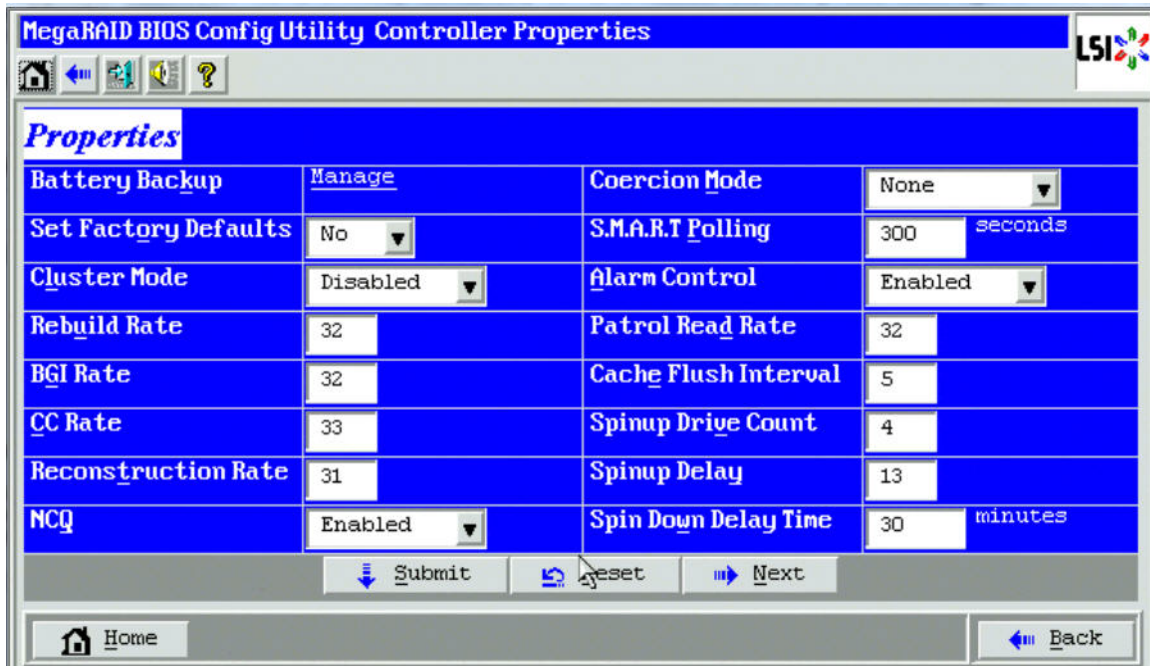 MegaRAID BIOS Config Utility Controller Properties
LSI
Properties
Battery Backup Manage Coercion Mode None
Set Factory Defaults No S.M.A.R.T Polling 300 seconds
Cluster Mode Disabled Alarm Control Enabled
Rebuild Rate 32 Patrol Read Rate 32
BGI Rate 32 Cache Flush Interval 5
CC Rate 33 Spinup Drive Count 4
Reconstruction Rate 31 Spinup Delay 13
NCQ Enabled Spin Down Delay Time 30 minutes
Submit Reset Next
Home Back